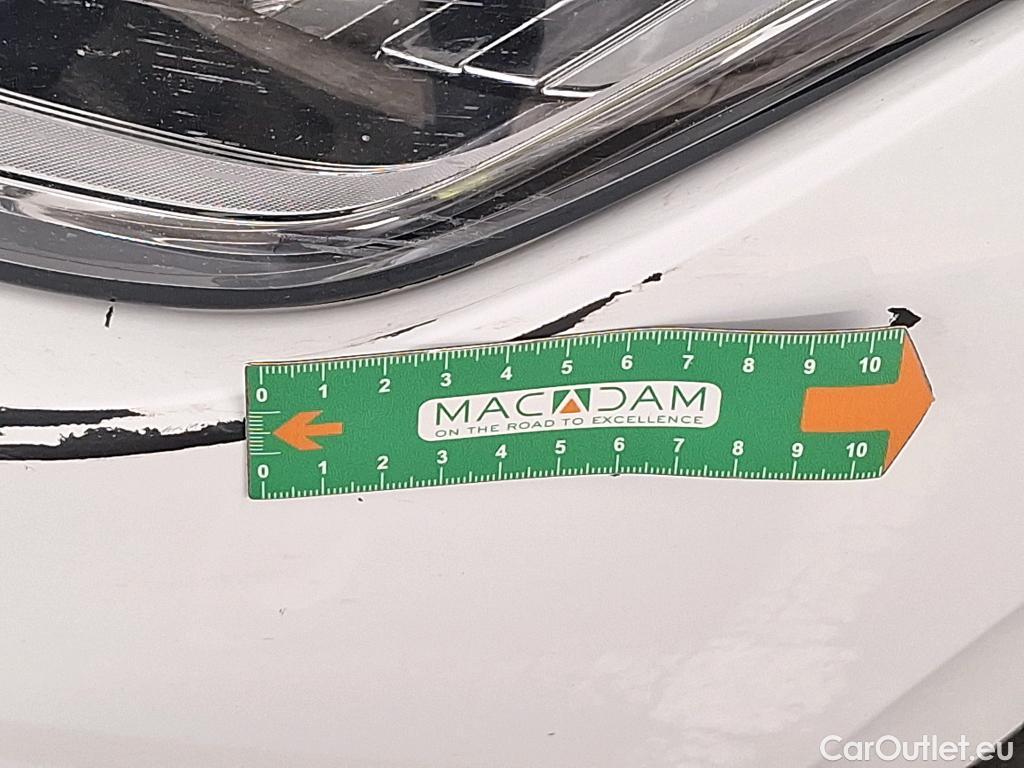 0 1 2 3 4 5 6 7 8 9 10
MACADAM
ON THE ROAD TO EXCELLENCE
0 1 2 3 4 5 6 7 8 9 10
CarOutlet.eu